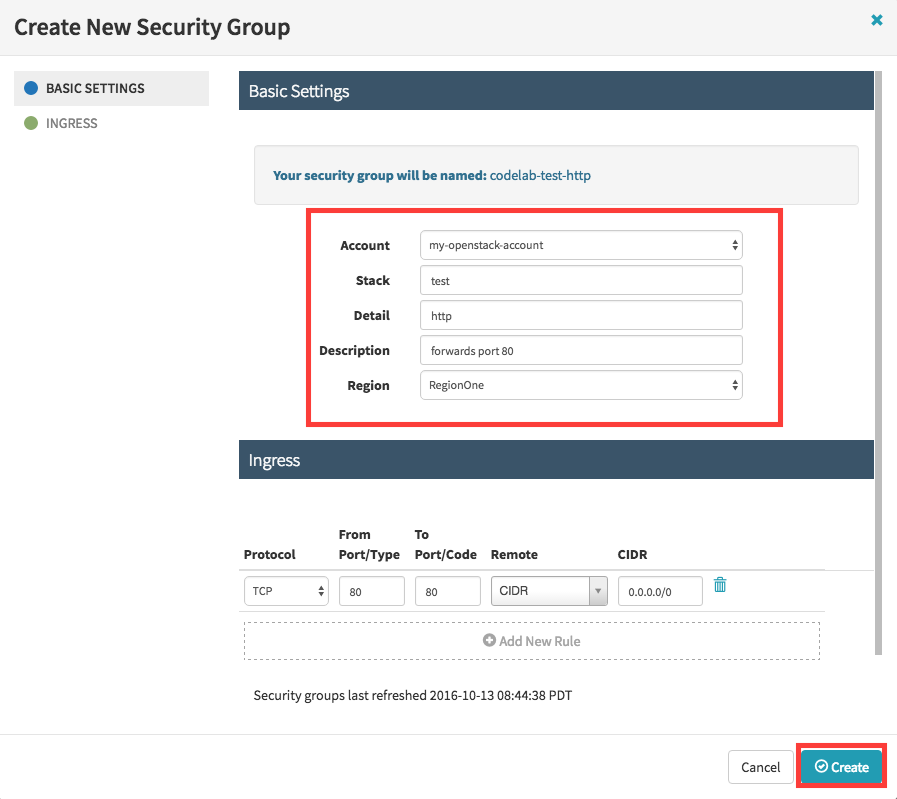 Create New Security Group
BASIC SETTINGS
INGRESS
Basic Settings
Your security group will be named: codelab-test-http
Account my-openstack-account
Stack test
Detail http
Description forwards port 80
Region RegionOne
Ingress
From To
Protocol Port/Type Port/Code Remote CIDR
TCP 80 80 CIDR 0.0.0.0/0
Add New Rule
Security groups last refreshed 2016-10-13 08:44:38 PDT
Cancel Create